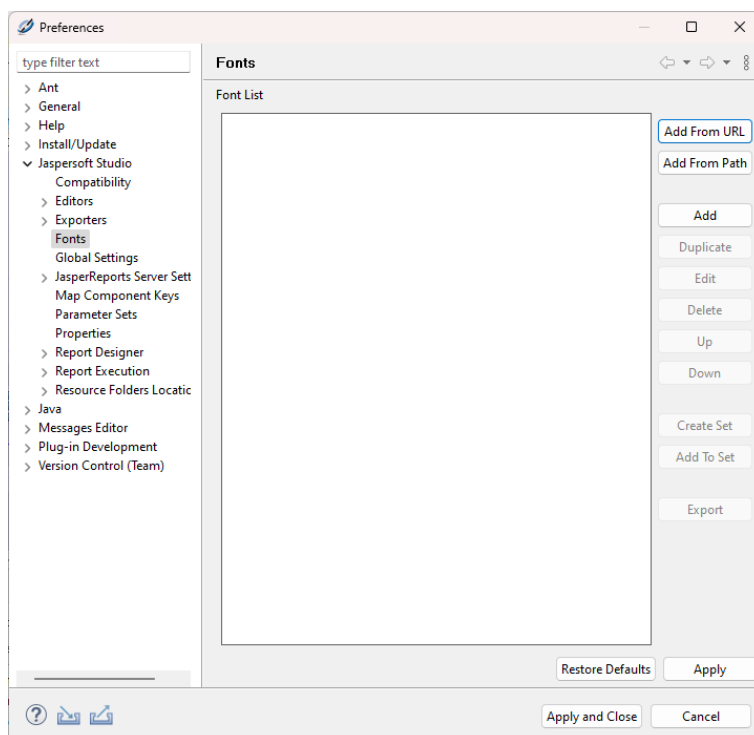 Preferences
type filter text
Ant
General
Help
Install/Update
Jaspersoft Studio
Compatibility
Editors
Exporters
Fonts
Global Settings
JasperReports Server Sett
Map Component Keys
Parameter Sets
Properties
Report Designer
Report Execution
Resource Folders Locatic
Java
Messages Editor
Plug-in Development
Version Control (Team)
Fonts
Font List
Add From URL
Add From Path
Add
Duplicate
Edit
Delete
Up
Down
Create Set
Add To Set
Export
Restore Defaults
Apply
Apply and Close
Cancel